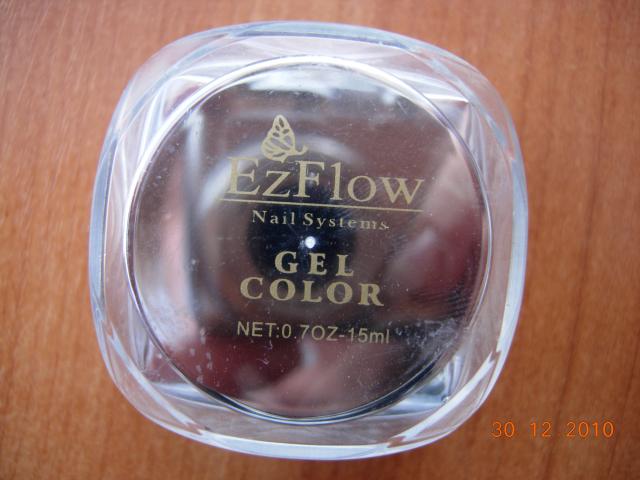 EzFlow
Nail Systems
GEL
COLOR
NET:0.7OZ-15ml
30 12 2010